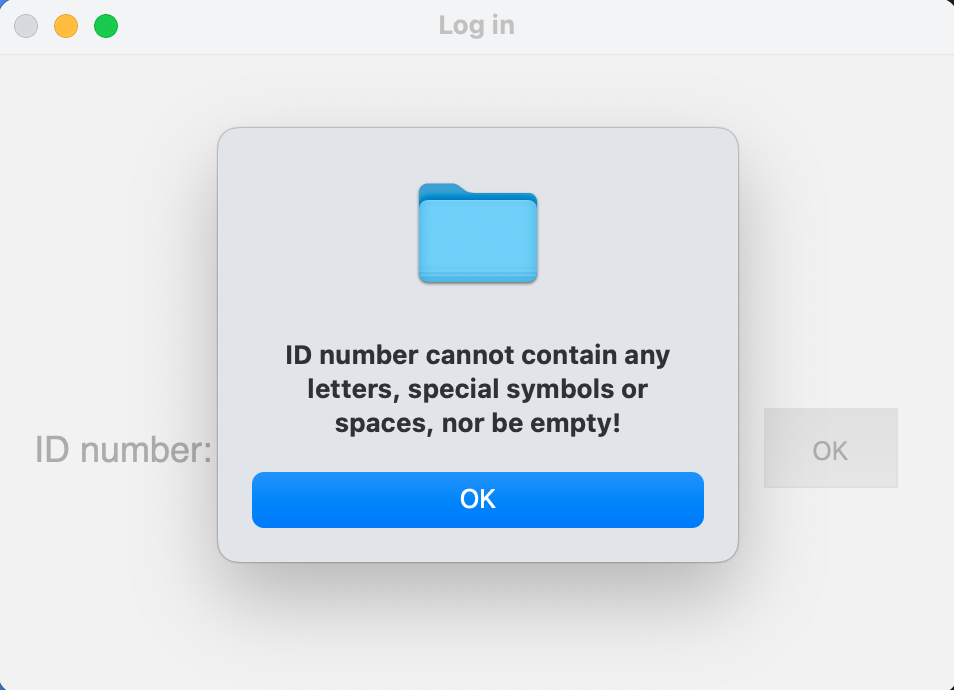 Log in
ID number cannot contain any
letters, special symbols or
spaces, nor be empty!
ID number:
OK
OK